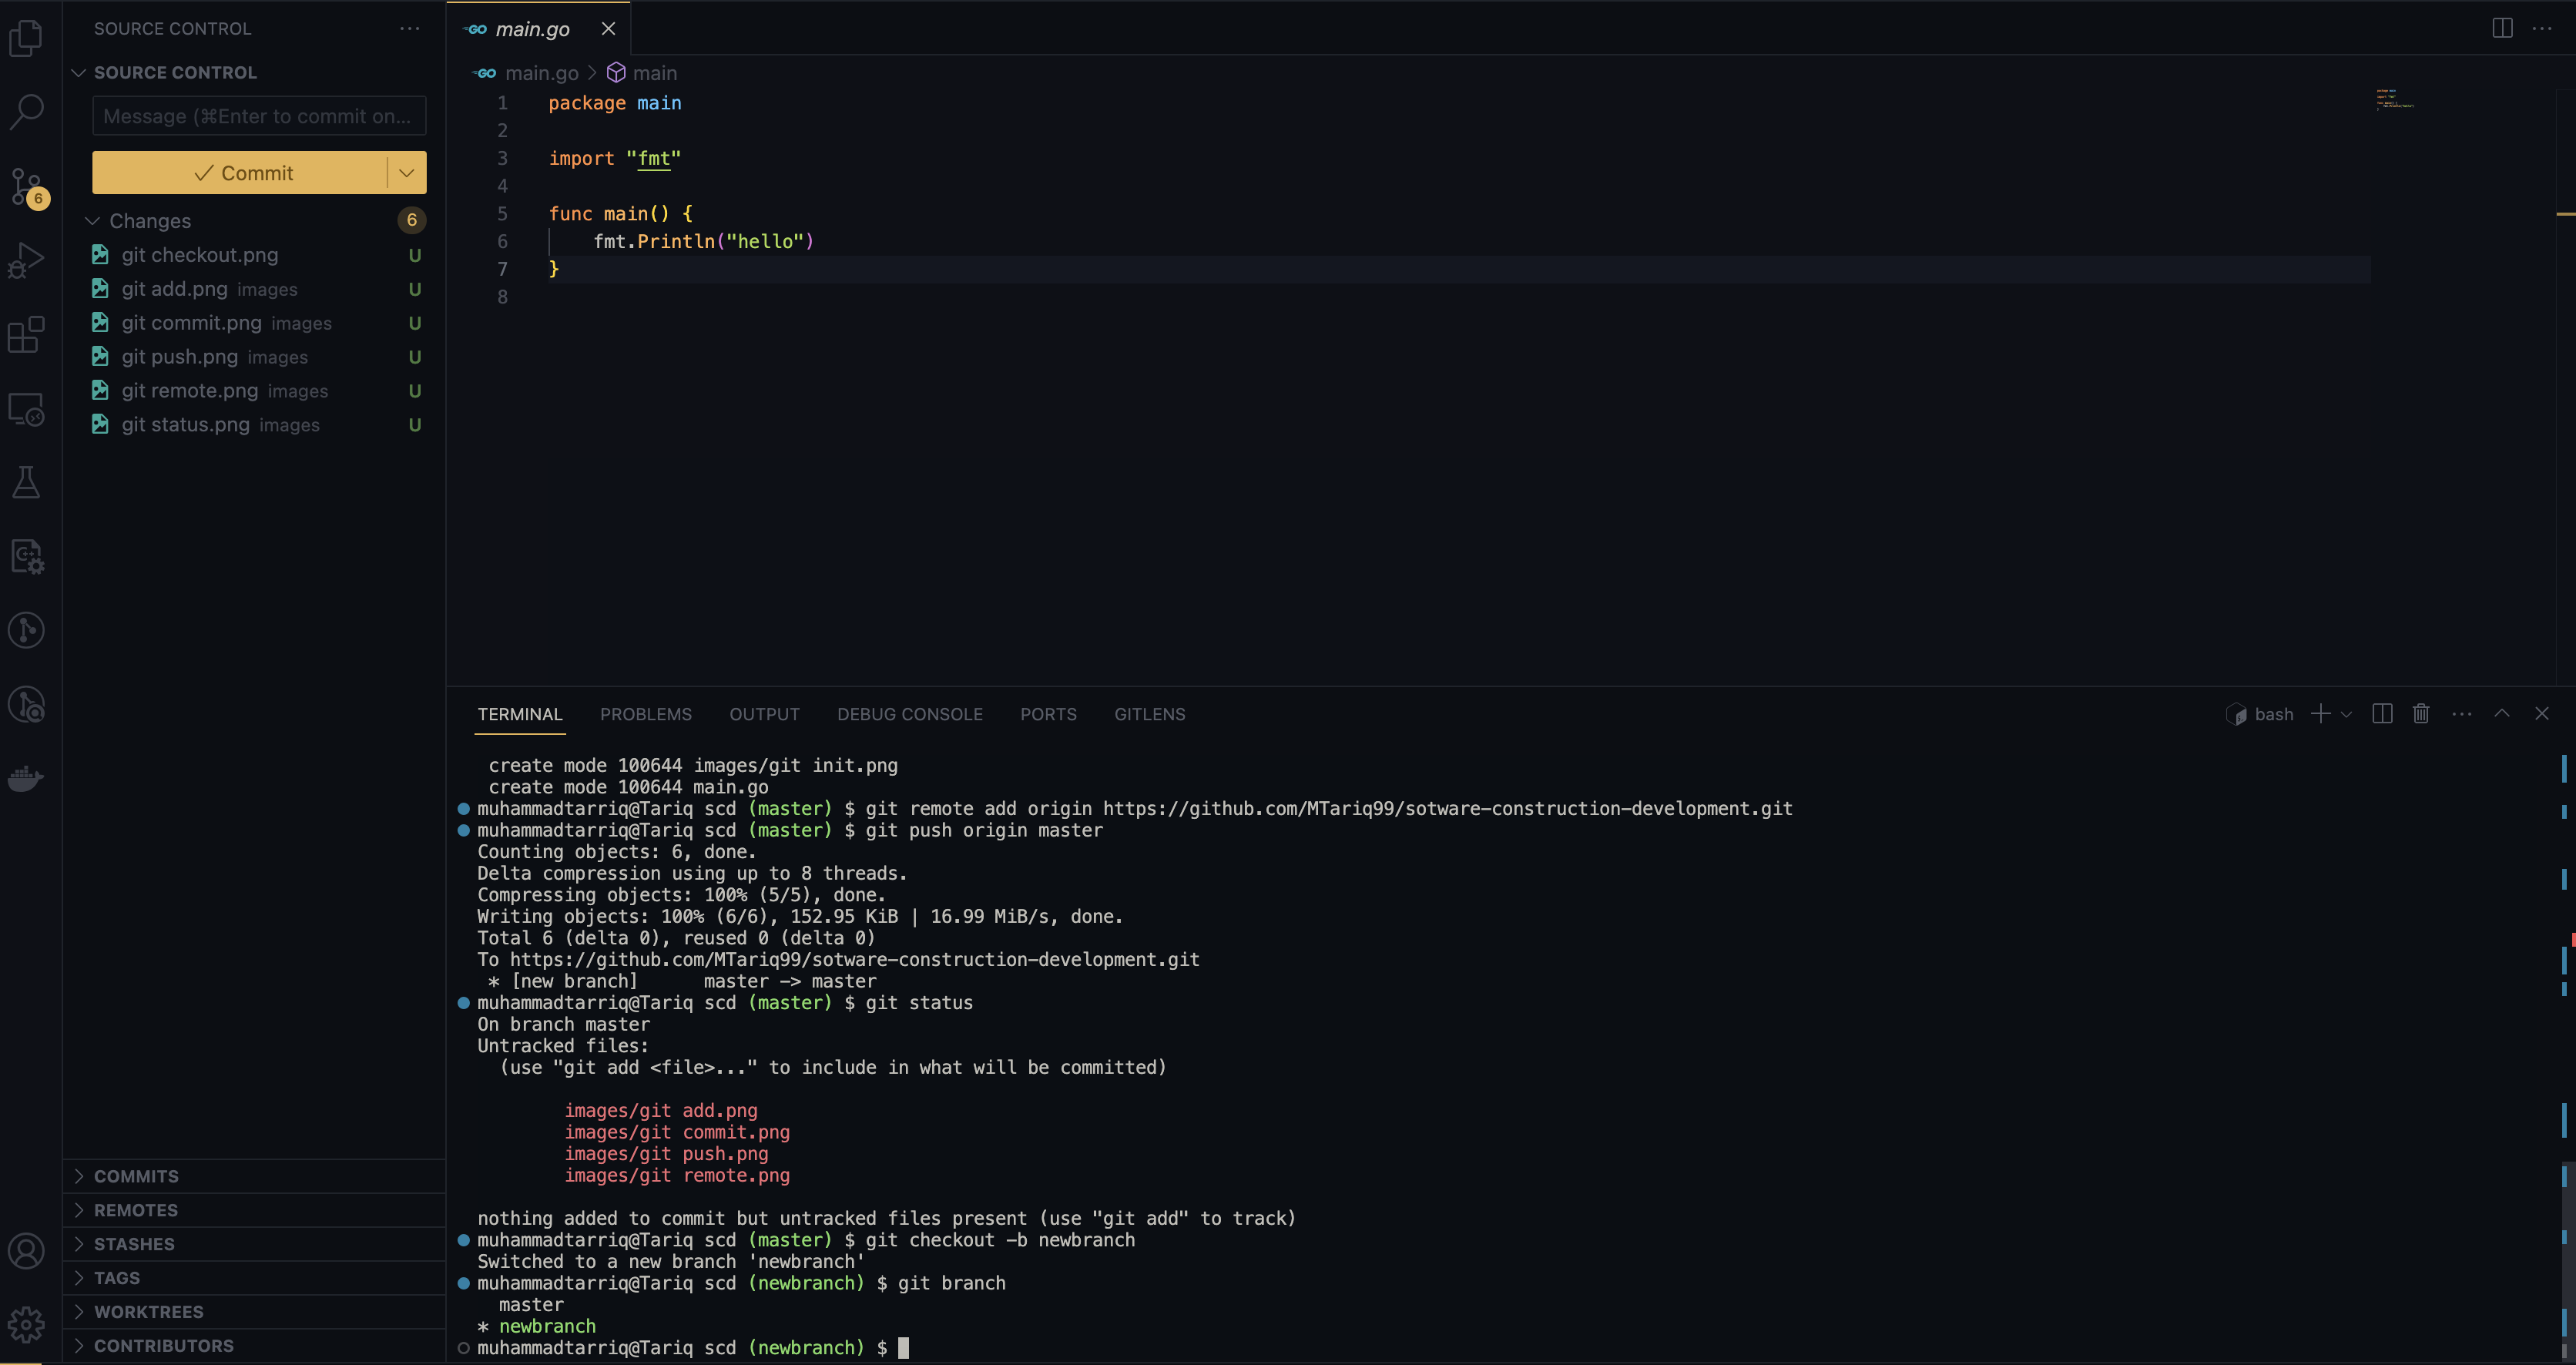 SOURCE CONTROL
SOURCE CONTROL
Message (⌘Enter to commit on...
Commit
6
Changes 6
git checkout.png U
git add.png images U
git commit.png images U
git push.png images U
git remote.png images U
git status.png images U
COMMITS
REMOTES
STASHES
TAGS
WORKTREES
CONTRIBUTORS
GO main.go
GO main.go > main
1 package main
2
3 import "fmt"
4
5 func main() {
6 fmt.Println("hello")
7 }
8
TERMINAL PROBLEMS OUTPUT DEBUG CONSOLE PORTS GITLENS bash
create mode 100644 images/git init.png
create mode 100644 main.go
muhammadtarriq@Tariq scd (master) $ git remote add origin https://github.com/MTariq99/sotware-construction-development.git
muhammadtarriq@Tariq scd (master) $ git push origin master
Counting objects: 6, done.
Delta compression using up to 8 threads.
Compressing objects: 100% (5/5), done.
Writing objects: 100% (6/6), 152.95 KiB | 16.99 MiB/s, done.
Total 6 (delta 0), reused 0 (delta 0)
To https://github.com/MTariq99/sotware-construction-development.git
* [new branch] master -> master
muhammadtarriq@Tariq scd (master) $ git status
On branch master
Untracked files:
(use "git add <file>..." to include in what will be committed)
images/git add.png
images/git commit.png
images/git push.png
images/git remote.png
nothing added to commit but untracked files present (use "git add" to track)
muhammadtarriq@Tariq scd (master) $ git checkout -b newbranch
Switched to a new branch 'newbranch'
muhammadtarriq@Tariq scd (newbranch) $ git branch
master
* newbranch
muhammadtarriq@Tariq scd (newbranch) $